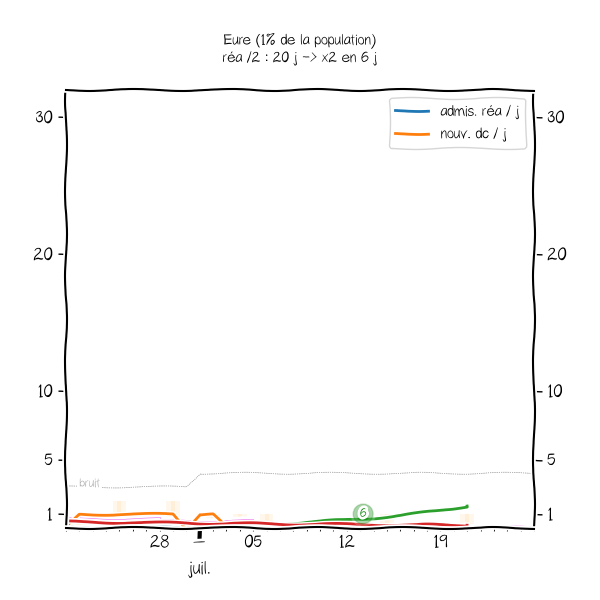 Eure (1% de la population)
réa /2 : 20 j -> x2 en 6 j
admis. réa / j
nouv. dc / j
30
30
20
20
10
10
5
5
bruit
1
1
6
28
1
05
12
19
juil.